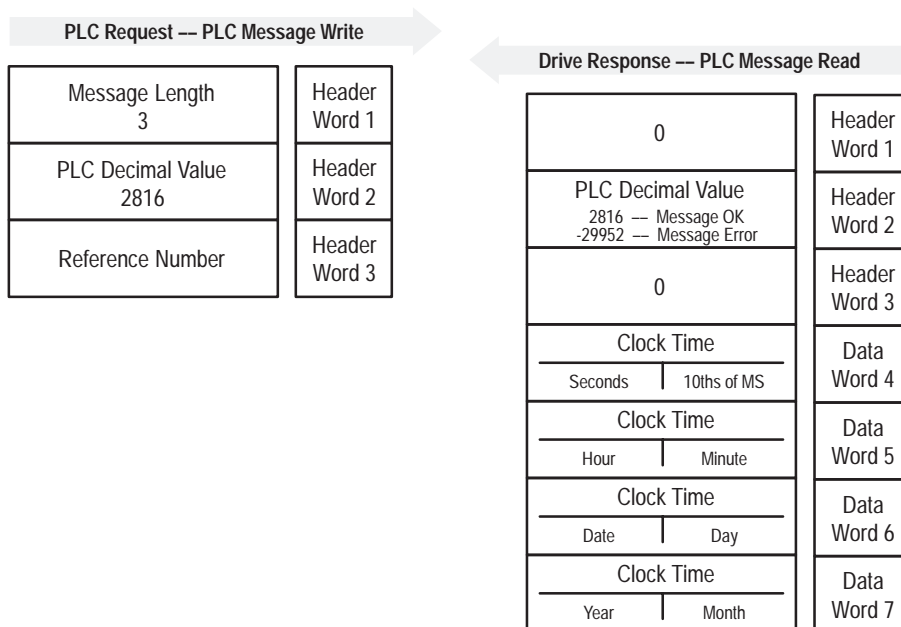 PLC Request –– PLC Message Write
Message Length
3
Header
Word 1
PLC Decimal Value
2816
Header
Word 2
Reference Number
Header
Word 3
Drive Response –– PLC Message Read
0
Header
Word 1
PLC Decimal Value
2816 –– Message OK
-29952 –– Message Error
Header
Word 2
0
Header
Word 3
Clock Time
Seconds 10ths of MS
Data
Word 4
Clock Time
Hour Minute
Data
Word 5
Clock Time
Date Day
Data
Word 6
Clock Time
Year Month
Data
Word 7